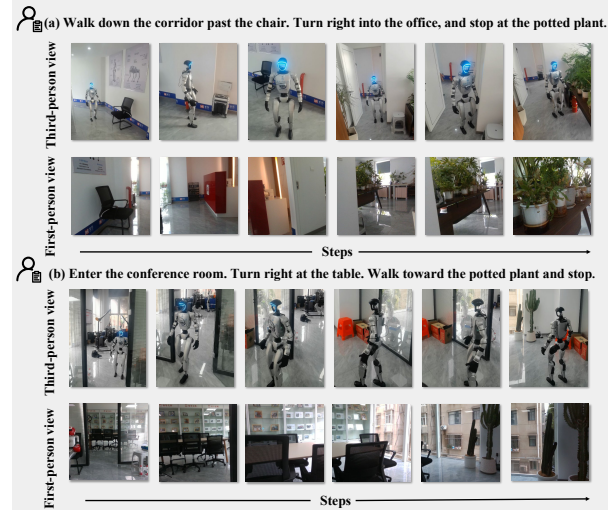 (a) Walk down the corridor past the chair. Turn right into the office, and stop at the potted plant.
Third-person view
First-person view
Steps
(b) Enter the conference room. Turn right at the table. Walk toward the potted plant and stop.
Third-person view
First-person view
Steps